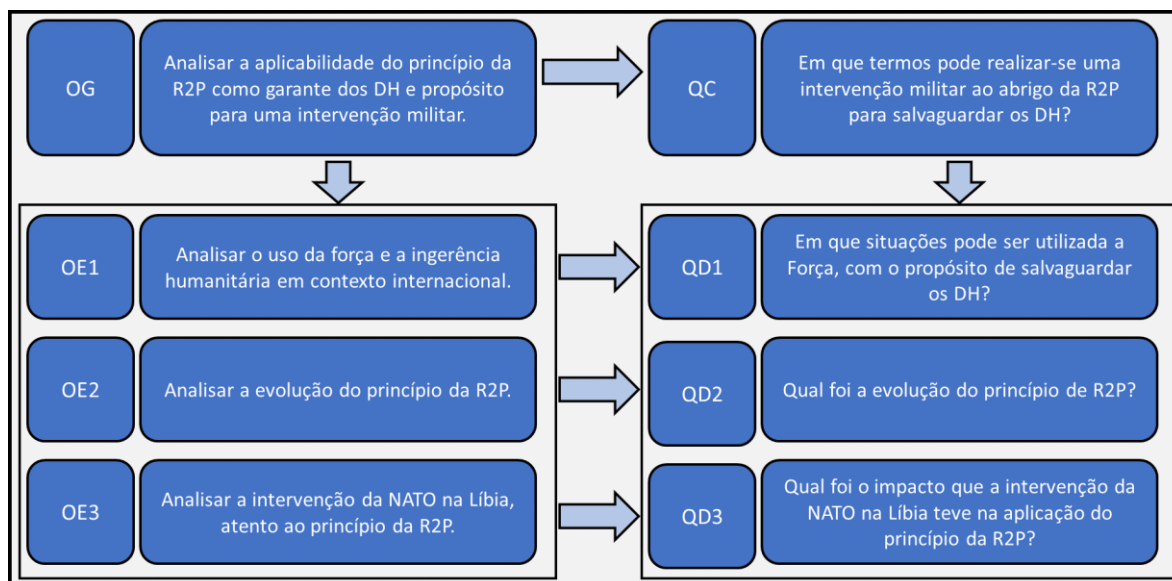 OG
Analisar a aplicabilidade do princípio da
R2P como garante dos DH e propósito
para uma intervenção militar.
QC
Em que termos pode realizar-se uma
intervenção militar ao abrigo da R2P
para salvaguardar os DH?
OE1
Analisar o uso da força e a ingerência
humanitária em contexto internacional.
QD1
Em que situações pode ser utilizada a
Força, com o propósito de salvaguardar
os DH?
OE2
Analisar a evolução do princípio da R2P.
QD2
Qual foi a evolução do princípio de R2P?
OE3
Analisar a intervenção da NATO na Líbia,
atento ao princípio da R2P.
QD3
Qual foi o impacto que a intervenção da
NATO na Líbia teve na aplicação do
princípio da R2P?